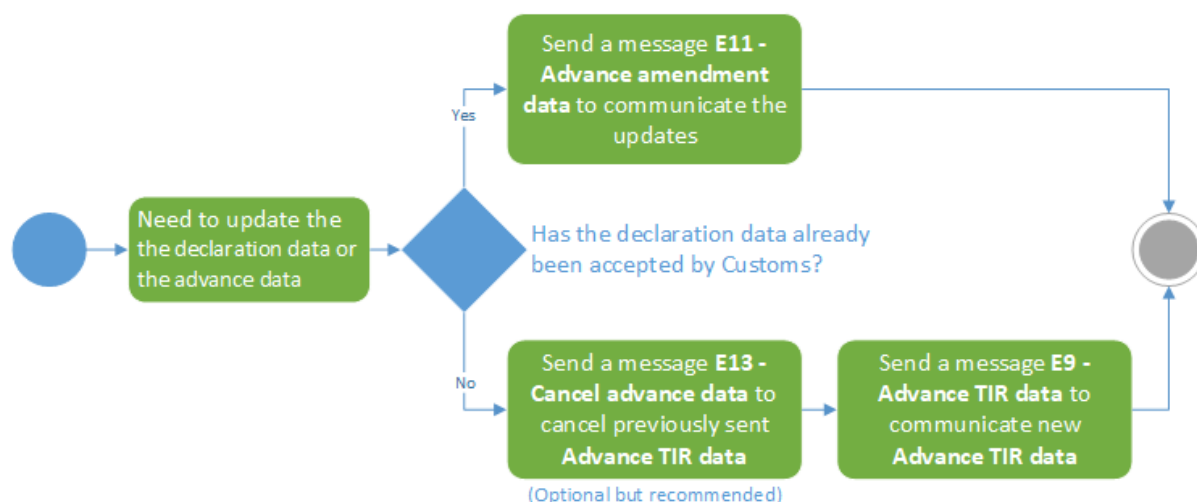 Send a message E11 -
Advance amendment
data to communicate the
updates
Yes
Need to update the
the declaration data or
the advance data
Has the declaration data already
been accepted by Customs?
No
Send a message E13 -
Cancel advance data to
cancel previously sent
Advance TIR data
(Optional but recommended)
Send a message E9 -
Advance TIR data to
communicate new
Advance TIR data